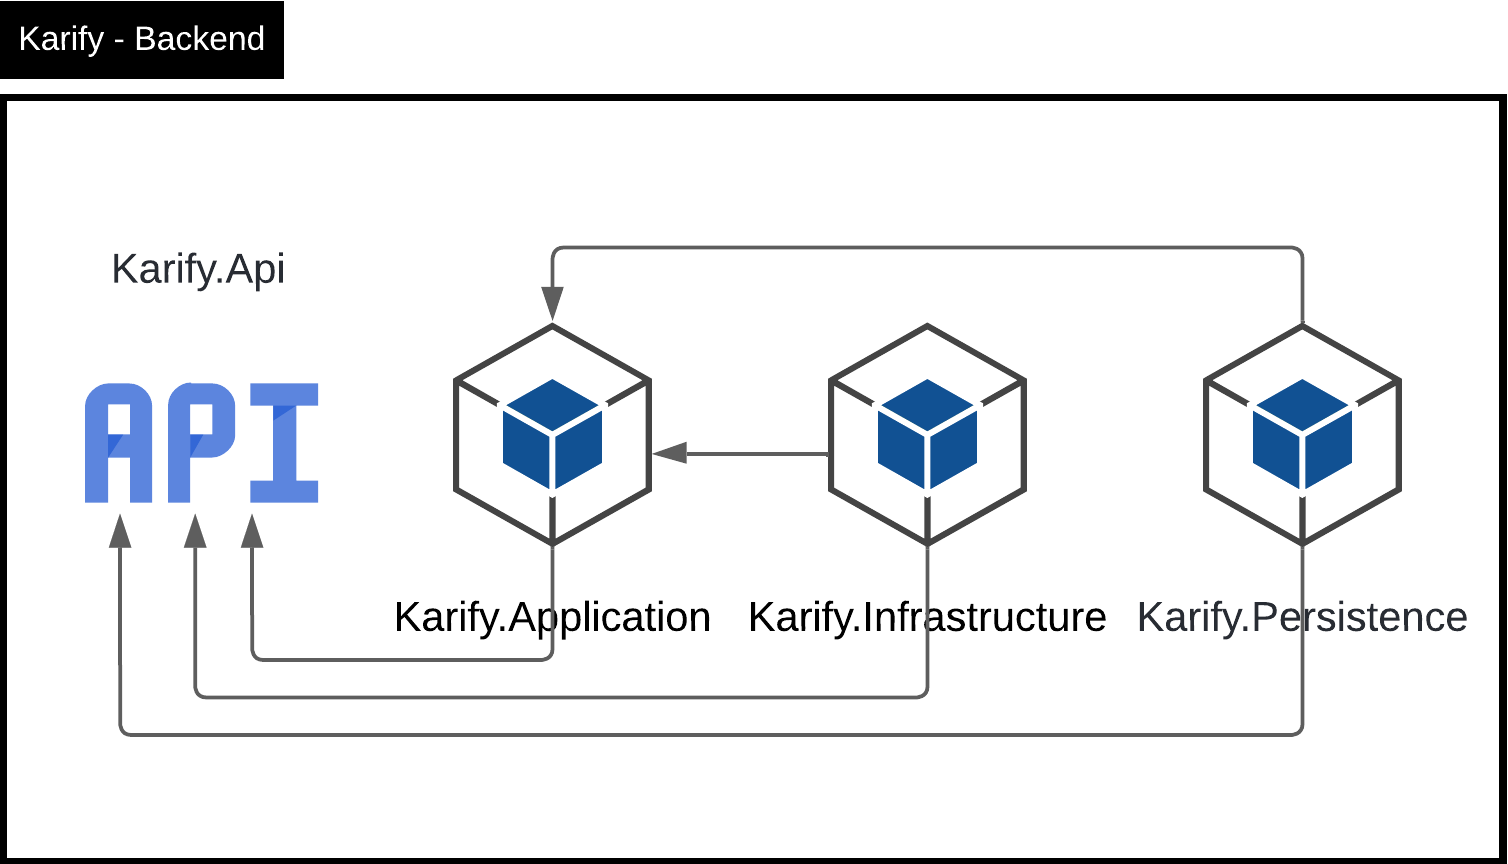 Karify - Backend
Karify.Api
API
Karify.Application
Karify.Infrastructure
Karify.Persistence